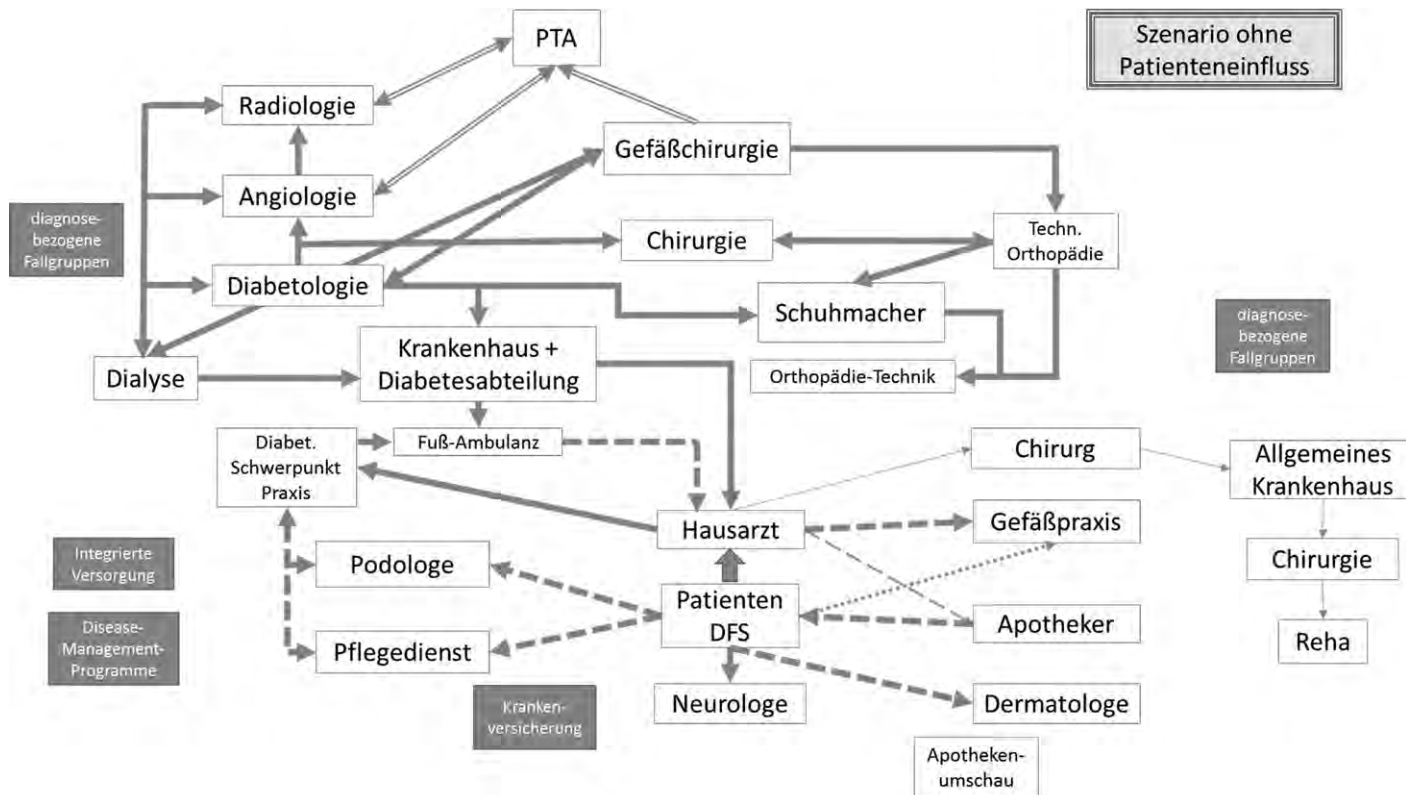 PTA
Szenario ohne
Patienteneinfluss
Radiologie
Gefäßchirurgie
Angiologie
diagnose-
bezogene
Fallgruppen
Chirurgie
Techn.
Orthopädie
Diabetologie
Schuhmacher
diagnose-
bezogene
Fallgruppen
Krankenhaus +
Diabetesabteilung
Dialyse
Orthopädie-Technik
Diabet.
Schwerpunkt
Praxis
Fuß-Ambulanz
Chirurg
Allgemeines
Krankenhaus
Hausarzt
Gefäßpraxis
Integrierte
Versorgung
Podologe
Chirurgie
Patienten
DFS
Apotheker
Disease-
Management-
Programme
Pflegedienst
Reha
Kranken-
versicherung
Neurologe
Dermatologe
Apotheken-
umschau